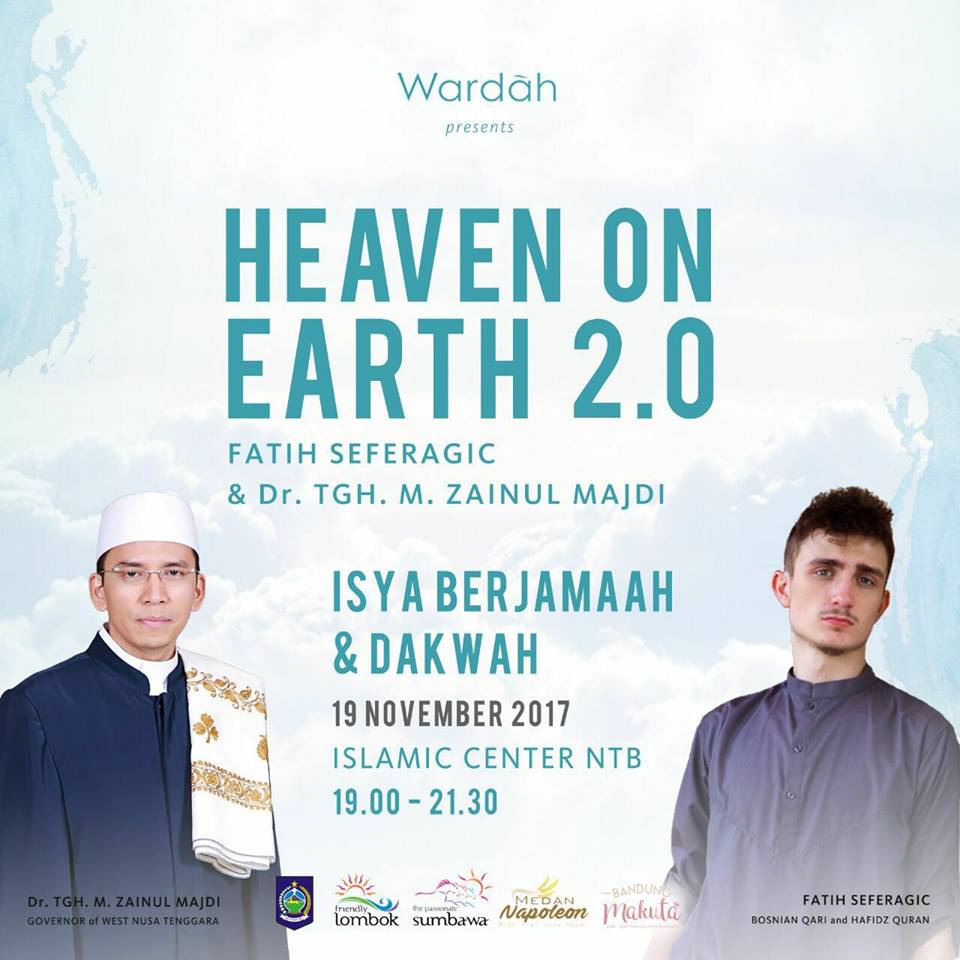 Wardàh
presents
HEAVEN ON
EARTH 2.0
FATIH SEFERAGIC
& Dr. TGH. M. ZAINUL MAJDI
ISYA BERJAMAAH
& DAKWAH
19 NOVEMBER 2017
ISLAMIC CENTER NTB
19.00 – 21.30
Dr. TGH. M. ZAINUL MAJDI
GOVERNOR of WEST NUSA TENGGARA
friendly
lombok
the passionate
sumbawa
MEDAN
Napoleon
BANDUNG
Makuta
FATIH SEFERAGIC
BOSNIAN QARI and HAFIDZ QURAN